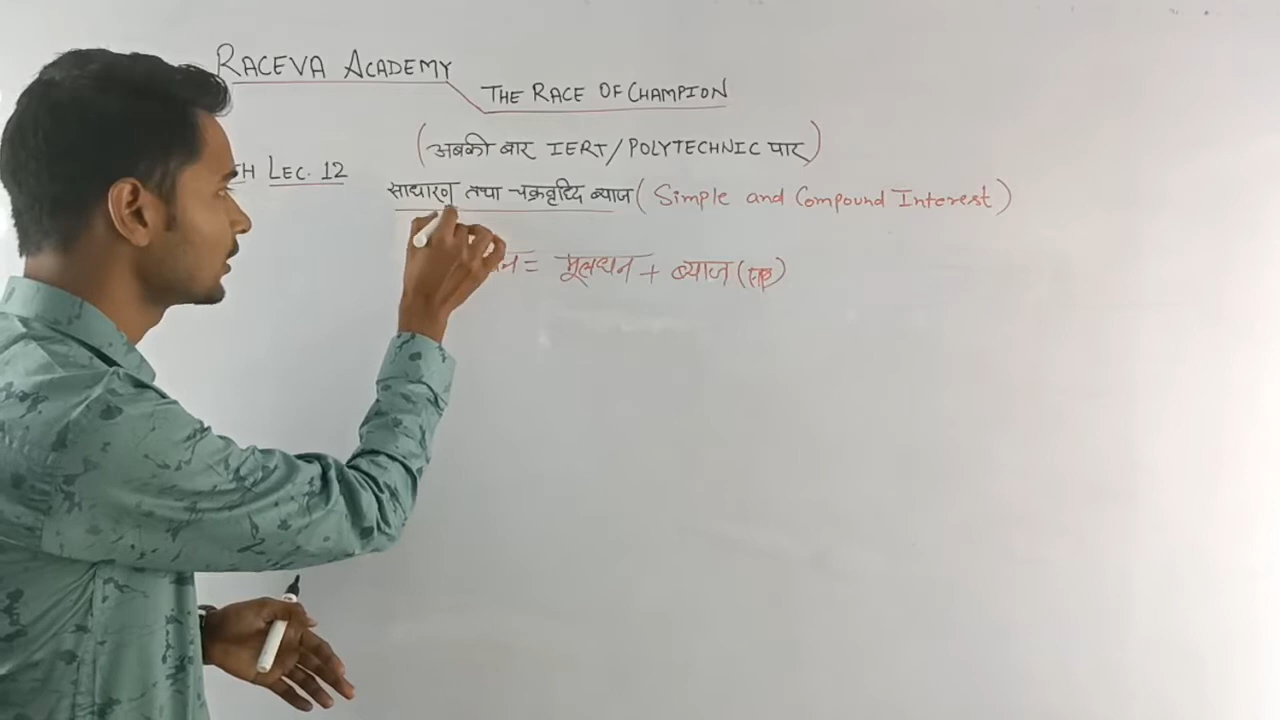 RACEVA ACADEMY
THE RACE OF CHAMPION
(अबकी बार IERT/POLYTECHNIC पार)
LEC. 12
साधारण तथा चक्रवृद्धि ब्याज (Simple and Compound Interest)
= मूलधन + ब्याज